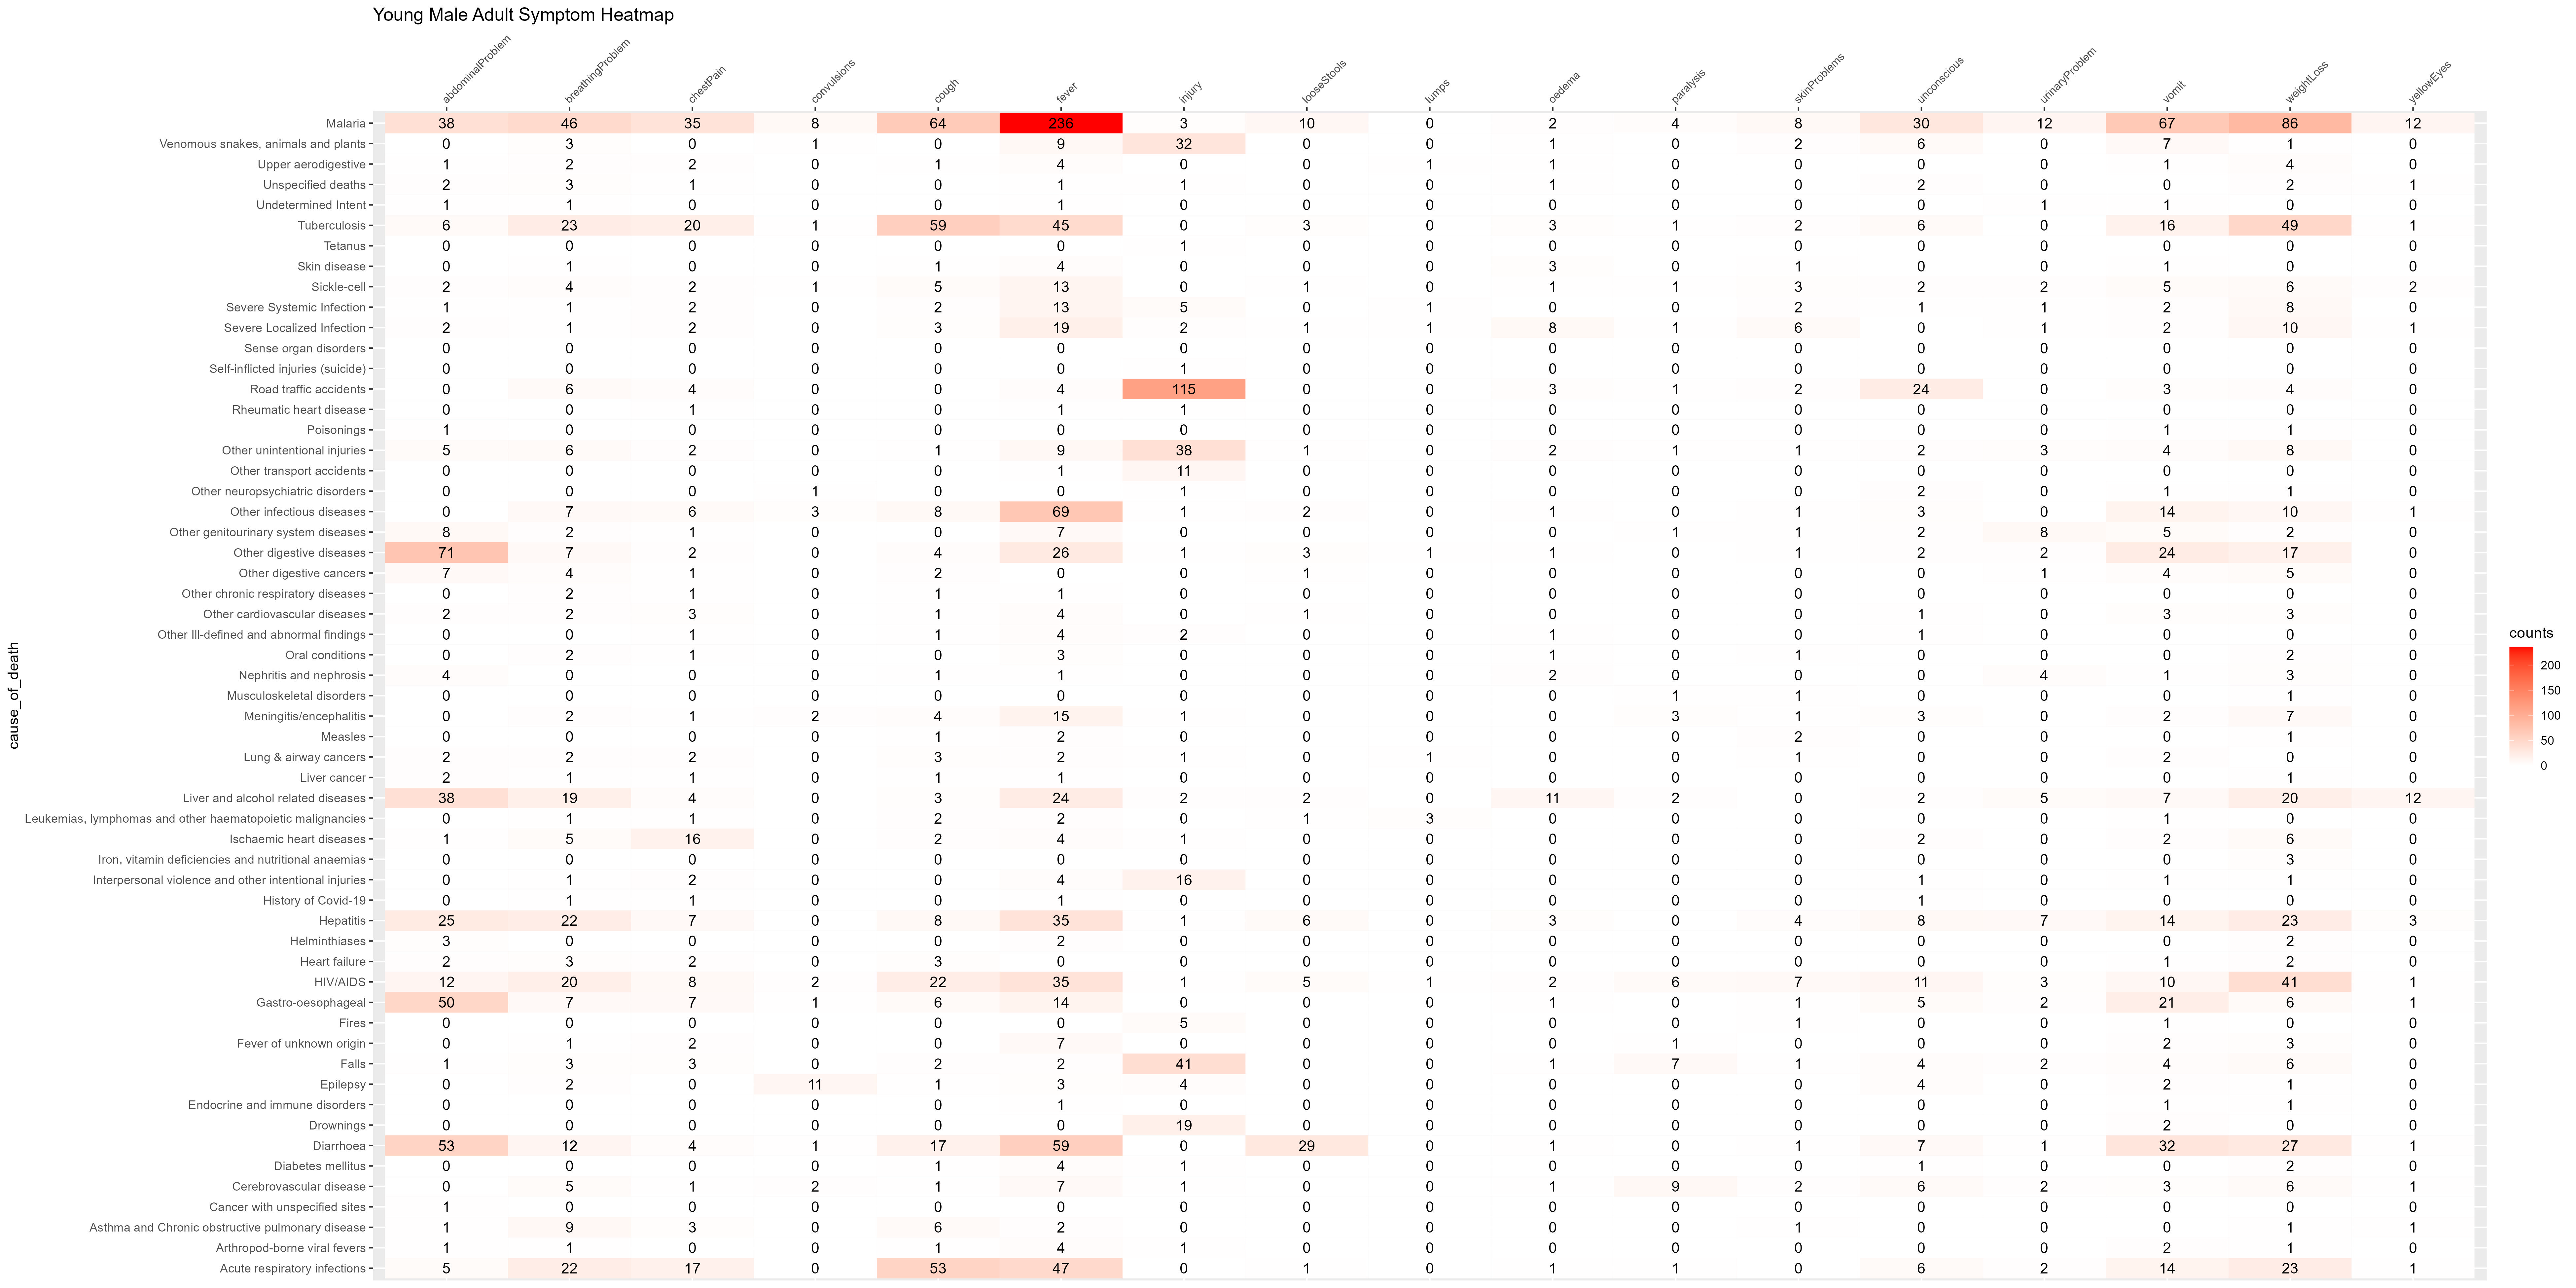 Young Male Adult Symptom Heatmap
abdominalProblem breathingProblem chestPain convulsions cough fever injury looseStools lumps oedema paralysis skinProblems unconscious urinaryProblem vomit weightLoss yellowEyes
Malaria 38 46 35 8 64 236 3 10 0 2 4 8 30 12 67 86 12
Venomous snakes, animals and plants 0 3 0 1 0 9 32 0 0 1 0 2 6 0 7 1 0
Upper aerodigestive 1 2 2 0 1 4 0 0 1 1 0 0 0 0 1 4 0
Unspecified deaths 2 3 1 0 0 1 1 0 0 1 0 0 2 0 0 2 1
Undetermined Intent 1 1 0 0 0 1 0 0 0 0 0 0 0 1 1 0 0
Tuberculosis 6 23 20 1 59 45 0 3 0 3 1 2 6 0 16 49 1
Tetanus 0 0 0 0 0 0 1 0 0 0 0 0 0 0 0 0 0
Skin disease 0 1 0 0 1 4 0 0 0 3 0 1 0 0 1 0 0
Sickle-cell 2 4 2 1 5 13 0 1 0 1 1 3 2 2 5 6 2
Severe Systemic Infection 1 1 2 0 2 13 5 0 1 0 0 2 1 1 2 8 0
Severe Localized Infection 2 1 2 0 3 19 2 1 1 8 1 6 0 1 2 10 1
Sense organ disorders 0 0 0 0 0 0 0 0 0 0 0 0 0 0 0 0 0
Self-inflicted injuries (suicide) 0 0 0 0 0 0 1 0 0 0 0 0 0 0 0 0 0
Road traffic accidents 0 6 4 0 0 4 115 0 0 3 1 2 24 0 3 4 0
Rheumatic heart disease 0 0 1 0 0 1 1 0 0 0 0 0 0 0 0 0 0
Poisonings 1 0 0 0 0 0 0 0 0 0 0 0 0 0 1 1 0
Other unintentional injuries 5 6 2 0 1 9 38 1 0 2 1 1 2 3 4 8 0
Other transport accidents 0 0 0 0 0 1 11 0 0 0 0 0 0 0 0 0 0
Other neuropsychiatric disorders 0 0 0 1 0 0 1 0 0 0 0 0 2 0 1 1 0
Other infectious diseases 0 7 6 3 8 69 1 2 0 1 0 1 3 0 14 10 1
Other genitourinary system diseases 8 2 1 0 0 7 0 0 0 0 1 1 2 8 5 2 0
Other digestive diseases 71 7 2 0 4 26 1 3 1 1 0 1 2 2 24 17 0
Other digestive cancers 7 4 1 0 2 0 0 1 0 0 0 0 0 1 4 5 0
Other chronic respiratory diseases 0 2 1 0 1 1 0 0 0 0 0 0 0 0 0 0 0
Other cardiovascular diseases 2 2 3 0 1 4 0 1 0 0 0 0 1 0 3 3 0
Other Ill-defined and abnormal findings 0 0 1 0 1 4 2 0 0 1 0 0 1 0 0 0 0
Oral conditions 0 2 1 0 0 3 0 0 0 1 0 1 0 0 0 2 0
Nephritis and nephrosis 4 0 0 0 1 1 0 0 0 2 0 0 0 4 1 3 0
Musculoskeletal disorders 0 0 0 0 0 0 0 0 0 0 1 1 0 0 0 1 0
Meningitis/encephalitis 0 2 1 2 4 15 1 0 0 0 3 1 3 0 2 7 0
Measles 0 0 0 0 1 2 0 0 0 0 0 2 0 0 0 1 0
Lung & airway cancers 2 2 2 0 3 2 1 0 1 0 0 1 0 0 2 0 0
Liver cancer 2 1 1 0 1 1 0 0 0 0 0 0 0 0 0 1 0
Liver and alcohol related diseases 38 19 4 0 3 24 2 2 0 11 2 0 2 5 7 20 12
Leukemias, lymphomas and other haematopoietic malignancies 0 1 1 0 2 2 0 1 3 0 0 0 0 0 1 0 0
Ischaemic heart diseases 1 5 16 0 2 4 1 0 0 0 0 0 2 0 2 6 0
Iron, vitamin deficiencies and nutritional anaemias 0 0 0 0 0 0 0 0 0 0 0 0 0 0 0 3 0
Interpersonal violence and other intentional injuries 0 1 2 0 0 4 16 0 0 0 0 0 1 0 1 1 0
History of Covid-19 0 1 1 0 0 1 0 0 0 0 0 0 1 0 0 0 0
Hepatitis 25 22 7 0 8 35 1 6 0 3 0 4 8 7 14 23 3
Helminthiases 3 0 0 0 0 2 0 0 0 0 0 0 0 0 0 2 0
Heart failure 2 3 2 0 3 0 0 0 0 0 0 0 0 0 1 2 0
HIV/AIDS 12 20 8 2 22 35 1 5 1 2 6 7 11 3 10 41 1
Gastro-oesophageal 50 7 7 1 6 14 0 0 0 1 0 1 5 2 21 6 1
Fires 0 0 0 0 0 0 5 0 0 0 0 1 0 0 1 0 0
Fever of unknown origin 0 1 2 0 0 7 0 0 0 0 1 0 0 0 2 3 0
Falls 1 3 3 0 2 2 41 0 0 1 7 1 4 2 4 6 0
Epilepsy 0 2 0 11 1 3 4 0 0 0 0 0 4 0 2 1 0
Endocrine and immune disorders 0 0 0 0 0 1 0 0 0 0 0 0 0 0 1 1 0
Drownings 0 0 0 0 0 0 19 0 0 0 0 0 0 0 2 0 0
Diarrhoea 53 12 4 1 17 59 0 29 0 1 0 1 7 1 32 27 1
Diabetes mellitus 0 0 0 0 1 4 1 0 0 0 0 0 1 0 0 2 0
Cerebrovascular disease 0 5 1 2 1 7 1 0 0 1 9 2 6 2 3 6 1
Cancer with unspecified sites 1 0 0 0 0 0 0 0 0 0 0 0 0 0 0 0 0
Asthma and Chronic obstructive pulmonary disease 1 9 3 0 6 2 0 0 0 0 0 1 0 0 0 1 1
Arthropod-borne viral fevers 1 1 0 0 1 4 1 0 0 0 0 0 0 0 2 1 0
Acute respiratory infections 5 22 17 0 53 47 0 1 0 1 1 0 6 2 14 23 1
cause_of_death
counts
200
150
100
50
0